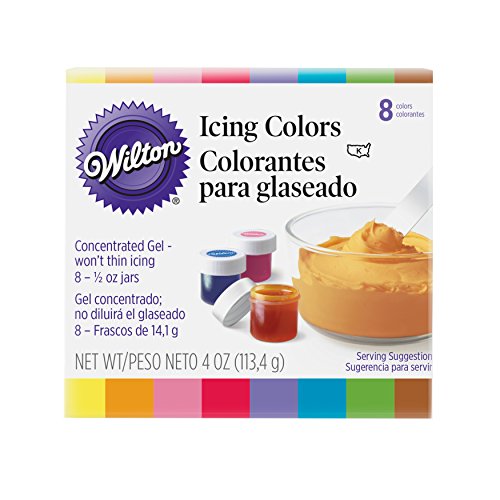 8 colors
colorantes
Wilton®
Icing Colors
Colorantes
para glaseado
K
Concentrated Gel -
won't thin icing
8 – ½ oz jars
Gel concentrado;
no diluirá el glaseado
8 – Frascos de 14,1 g
Wilton
NET WT/PESO NETO 4 OZ (113,4 g)
Serving Suggestion
Sugerencia para servir